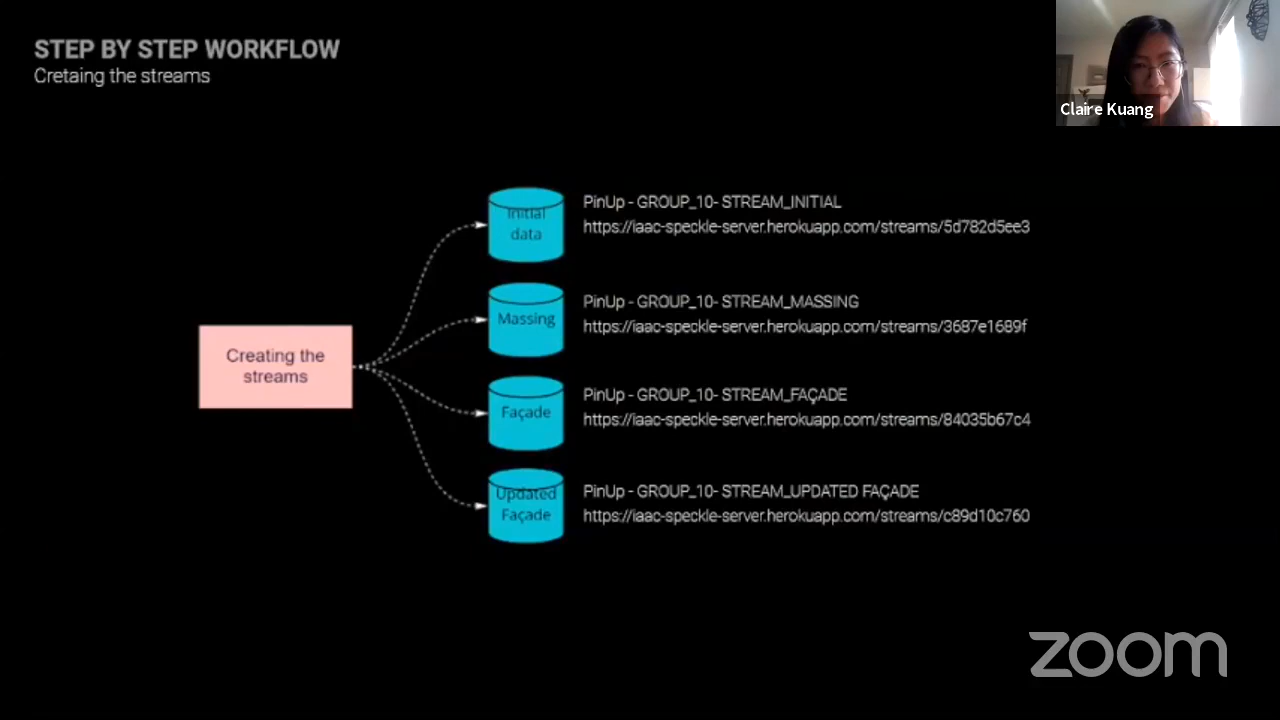 STEP BY STEP WORKFLOW
Cretaing the streams
Claire Kuang
Creating the
streams
Initial
data
PinUp - GROUP_10- STREAM_INITIAL
https://iaac-speckle-server.herokuapp.com/streams/5d782d5ee3
Massing
PinUp - GROUP_10- STREAM_MASSING
https://iaac-speckle-server.herokuapp.com/streams/3687e1689f
Façade
PinUp - GROUP_10- STREAM_FAÇADE
https://iaac-speckle-server.herokuapp.com/streams/84035b67c4
Updated
Façade
PinUp - GROUP_10- STREAM_UPDATED FAÇADE
https://iaac-speckle-server.herokuapp.com/streams/c89d10c760
zoom